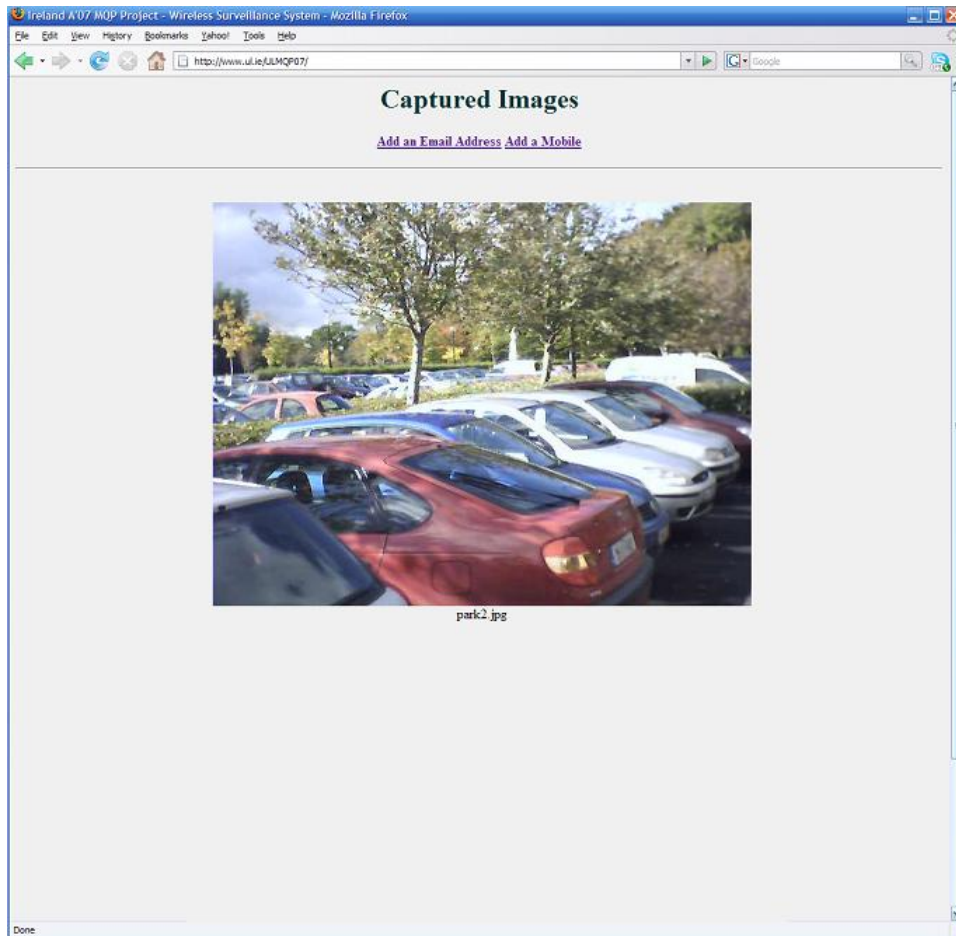 Ireland A'07 MQP Project - Wireless Surveillance System - Mozilla Firefox
File Edit View History Bookmarks Yahoo! Tools Help
http://www.ul.ie/ULMQP07/ G Google
Captured Images
Add an Email Address Add a Mobile
park2.jpg
Done